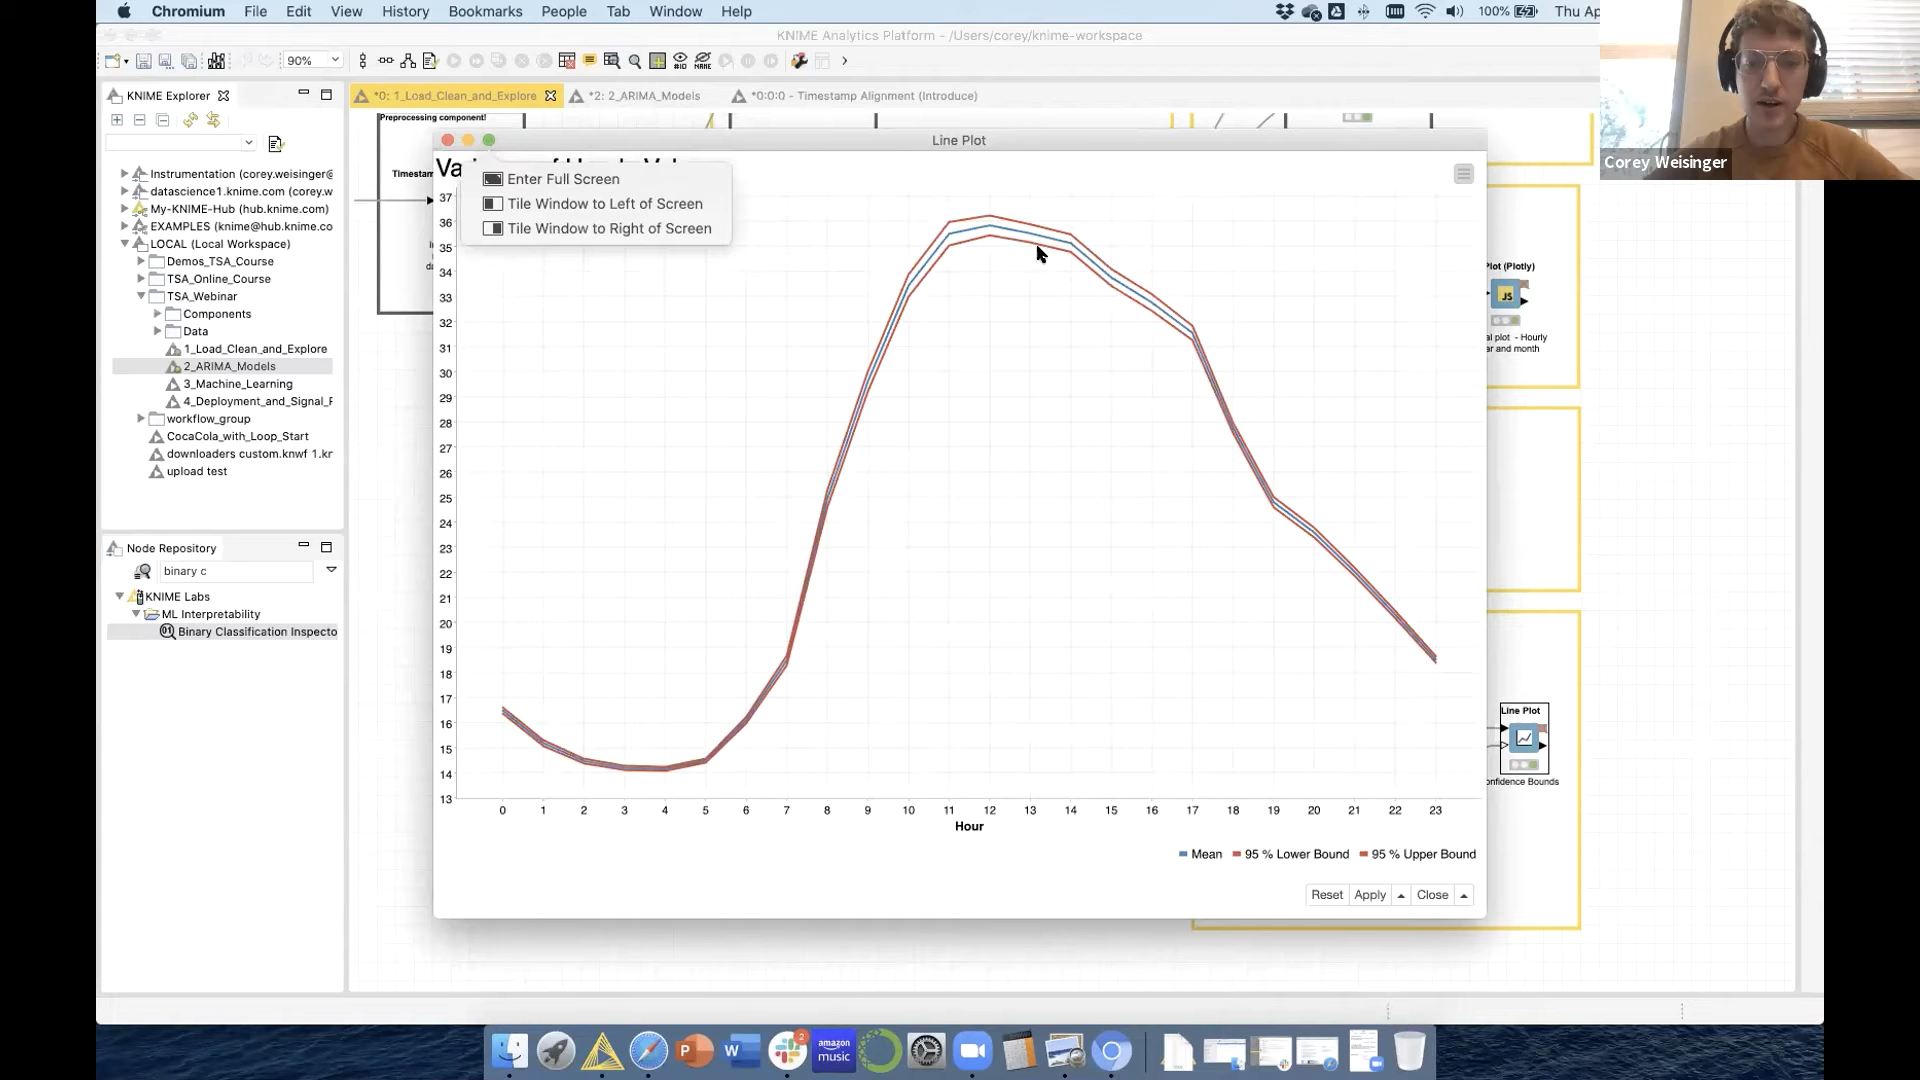 Chromium File Edit View History Bookmarks People Tab Window Help
100% Thu Ap
KNIME Analytics Platform - /Users/corey/knime-workspace
90%
KNIME Explorer
*0: 1_Load_Clean_and_Explore
*2: 2_ARIMA_Models
*0:0:0 - Timestamp Alignment (Introduce)
Corey Weisinger
Instrumentation (corey.weisinger@
datascience1.knime.com (corey.w
My-KNIME-Hub (hub.knime.com)
EXAMPLES (knime@hub.knime.co
LOCAL (Local Workspace)
Demos_TSA_Course
TSA_Online_Course
TSA_Webinar
Components
Data
1_Load_Clean_and_Explore
2_ARIMA_Models
3_Machine_Learning
4_Deployment_and_Signal_F
workflow_group
CocaCola_with_Loop_Start
downloaders custom.knwf 1.kr
upload test
Node Repository
binary c
KNIME Labs
ML Interpretability
Binary Classification Inspecto
Preprocessing component!
Timestam
Line Plot
Enter Full Screen
Tile Window to Left of Screen
Tile Window to Right of Screen
37
36
35
34
33
32
31
30
29
28
27
26
25
24
23
22
21
20
19
18
17
16
15
14
13
0 1 2 3 4 5 6 7 8 9 10 11 12 13 14 15 16 17 18 19 20 21 22 23
Hour
Mean 95 % Lower Bound 95 % Upper Bound
Reset Apply Close
Plot (Plotly)
JS
al plot - Hourly
ar and month
Line Plot
onfidence Bounds
2
amazon
music